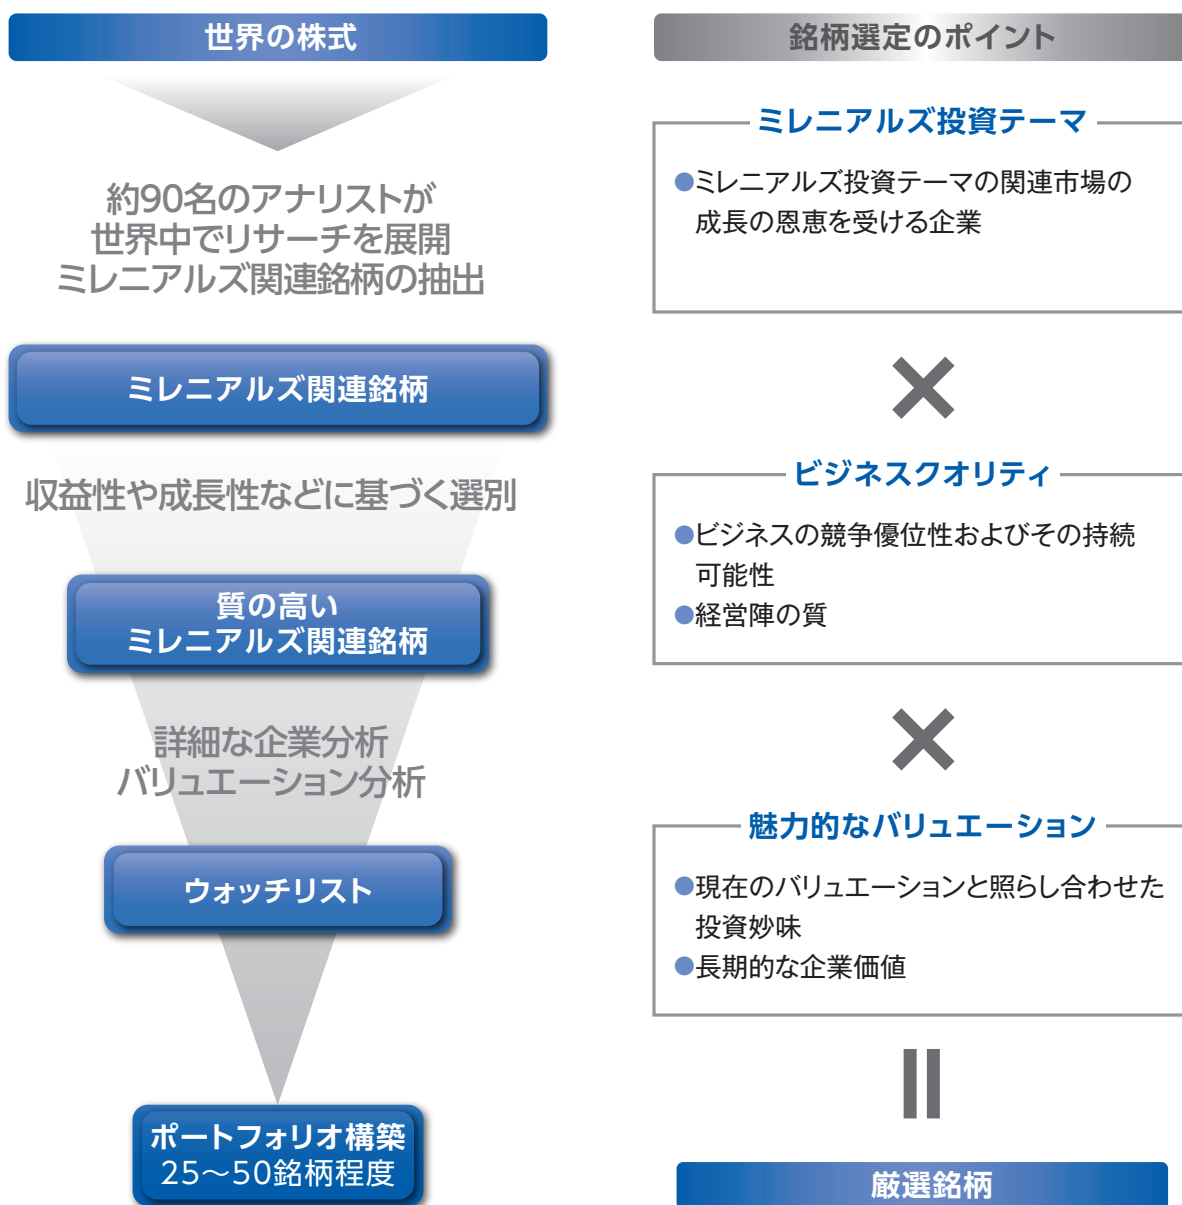 世界の株式
約90名のアナリストが
世界中でリサーチを展開
ミレニアルズ関連銘柄の抽出
ミレニアルズ関連銘柄
収益性や成長性などに基づく選別
質の高い
ミレニアルズ関連銘柄
詳細な企業分析
バリュエーション分析
ウォッチリスト
ポートフォリオ構築
25～50銘柄程度
銘柄選定のポイント
ミレニアルズ投資テーマ
●ミレニアルズ投資テーマの関連市場の
成長の恩恵を受ける企業
×
ビジネスクオリティ
●ビジネスの競争優位性およびその持続
可能性
●経営陣の質
×
魅力的なバリュエーション
●現在のバリュエーションと照らし合わせた
投資妙味
●長期的な企業価値
||
厳選銘柄